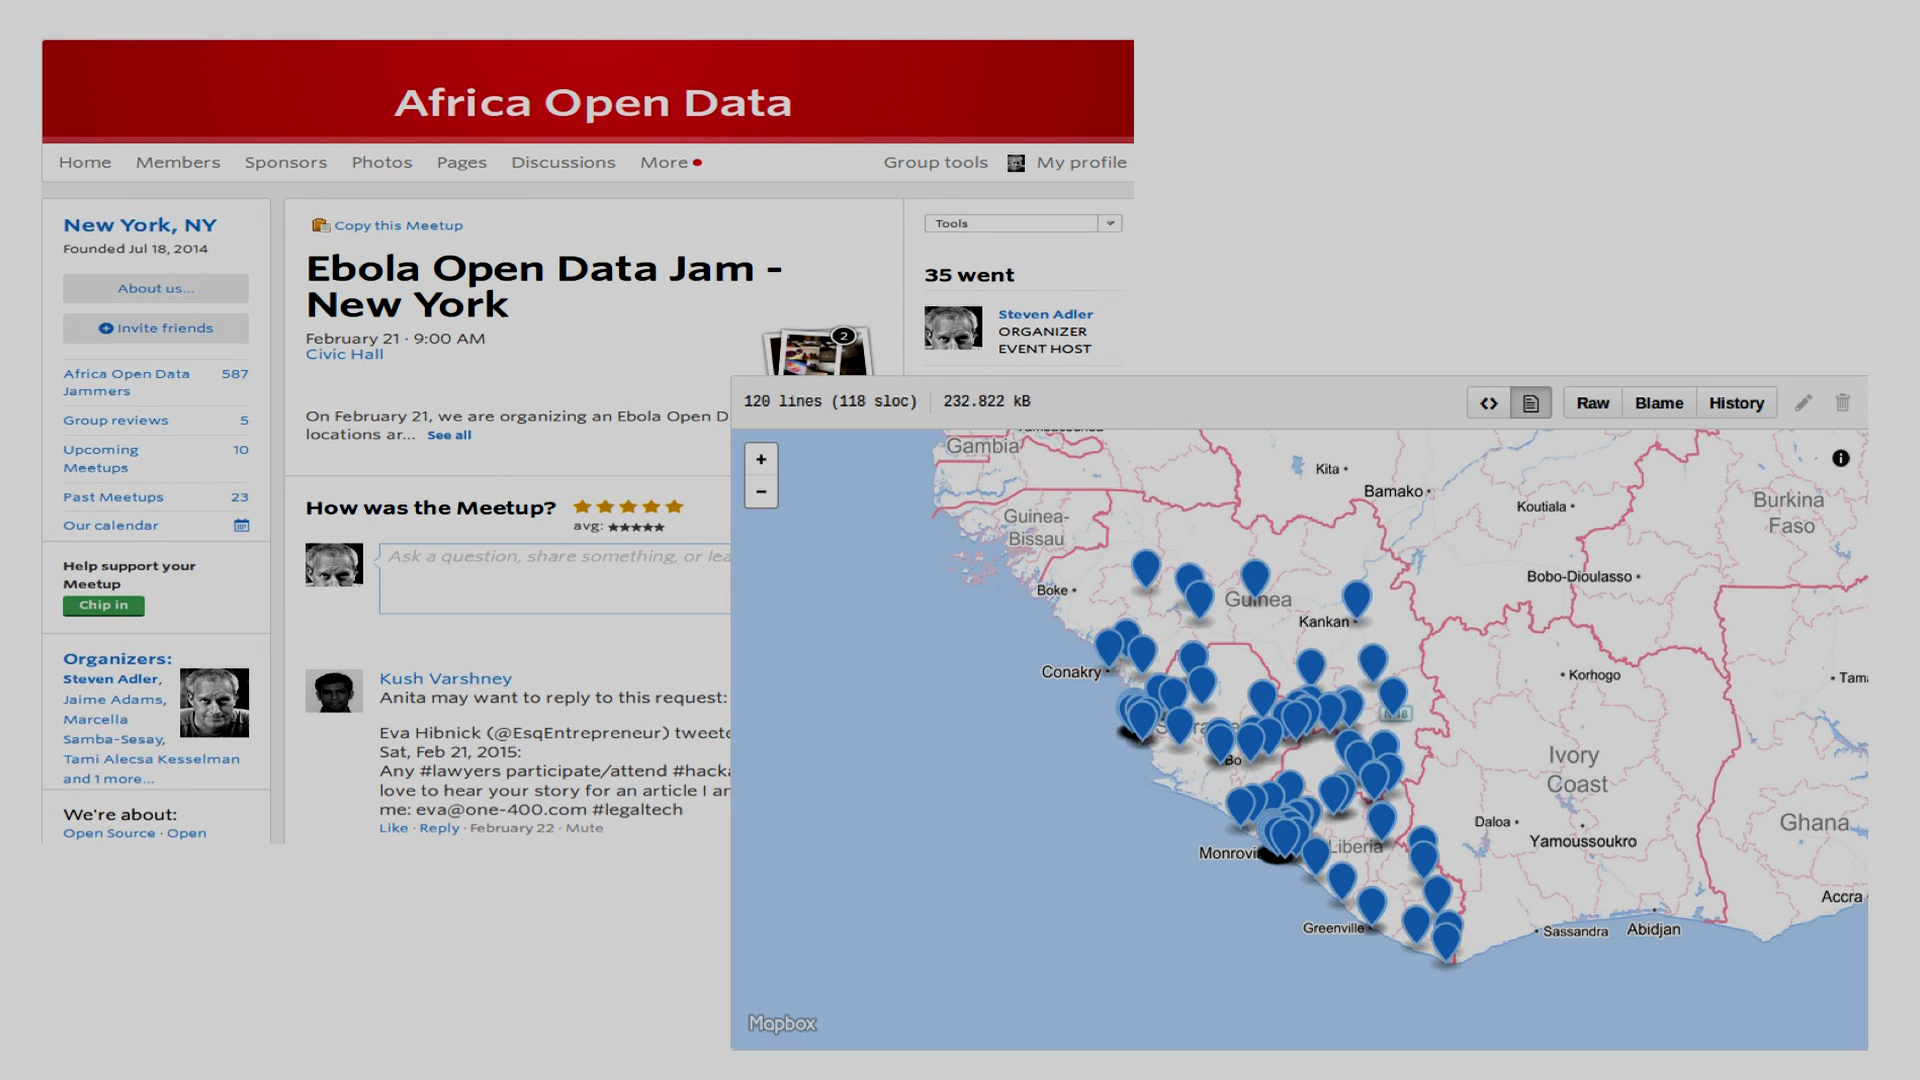 Africa Open Data
Home Members Sponsors Photos Pages Discussions More Group tools My profile
New York, NY
Founded Jul 18, 2014
About us...
Invite friends
Africa Open Data 587
Jammers
Group reviews 5
Upcoming 10
Meetups
Past Meetups 23
Our calendar
Help support your
Meetup
Chip in
Organizers:
Steven Adler,
Jaime Adams,
Marcella
Samba-Sesay,
Tami Alecsa Kesselman
and 1 more...
We're about:
Open Source · Open
Copy this Meetup
Ebola Open Data Jam -
New York
February 21 · 9:00 AM
Civic Hall
2
On February 21, we are organizing an Ebola Open D
locations ar... See all
How was the Meetup?
avg:
Ask a question, share something, or lea
Kush Varshney
Anita may want to reply to this request:
Eva Hibnick (@EsqEntrepreneur) tweete
Sat, Feb 21, 2015:
Any #lawyers participate/attend #hacka
love to hear your story for an article I an
me: eva@one-400.com #legaltech
Like · Reply · February 22 · Mute
Tools
35 went
Steven Adler
ORGANIZER
EVENT HOST
120 lines (118 sloc) 232.822 kB
<> Raw Blame History
+
−
Gambia
Kita
Bamako
Koutiala
Burkina
Faso
Guinea-
Bissau
Bobo-Dioulasso
Boke
Guinea
Kankan
Conakry
Korhogo
Tama
Bo
Ivory
Coast
Daloa
Yamoussoukro
Ghana
Monrovi
Liberia
Accra
Greenville
Sassandra
Abidjan
Mapbox